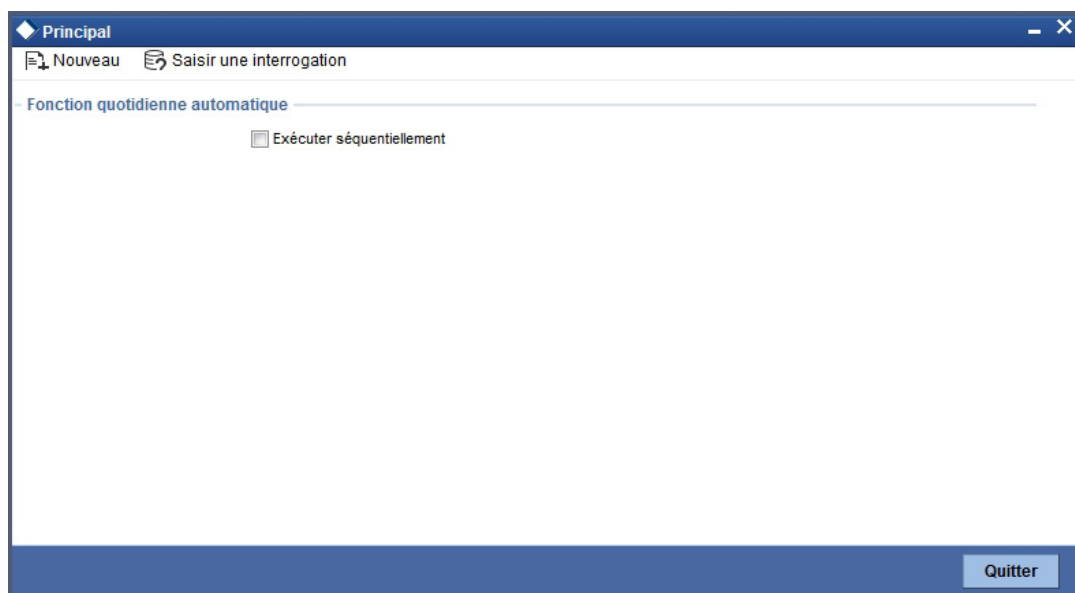 Principal
Nouveau Saisir une interrogation
Fonction quotidienne automatique
Exécuter séquentiellement
Quitter